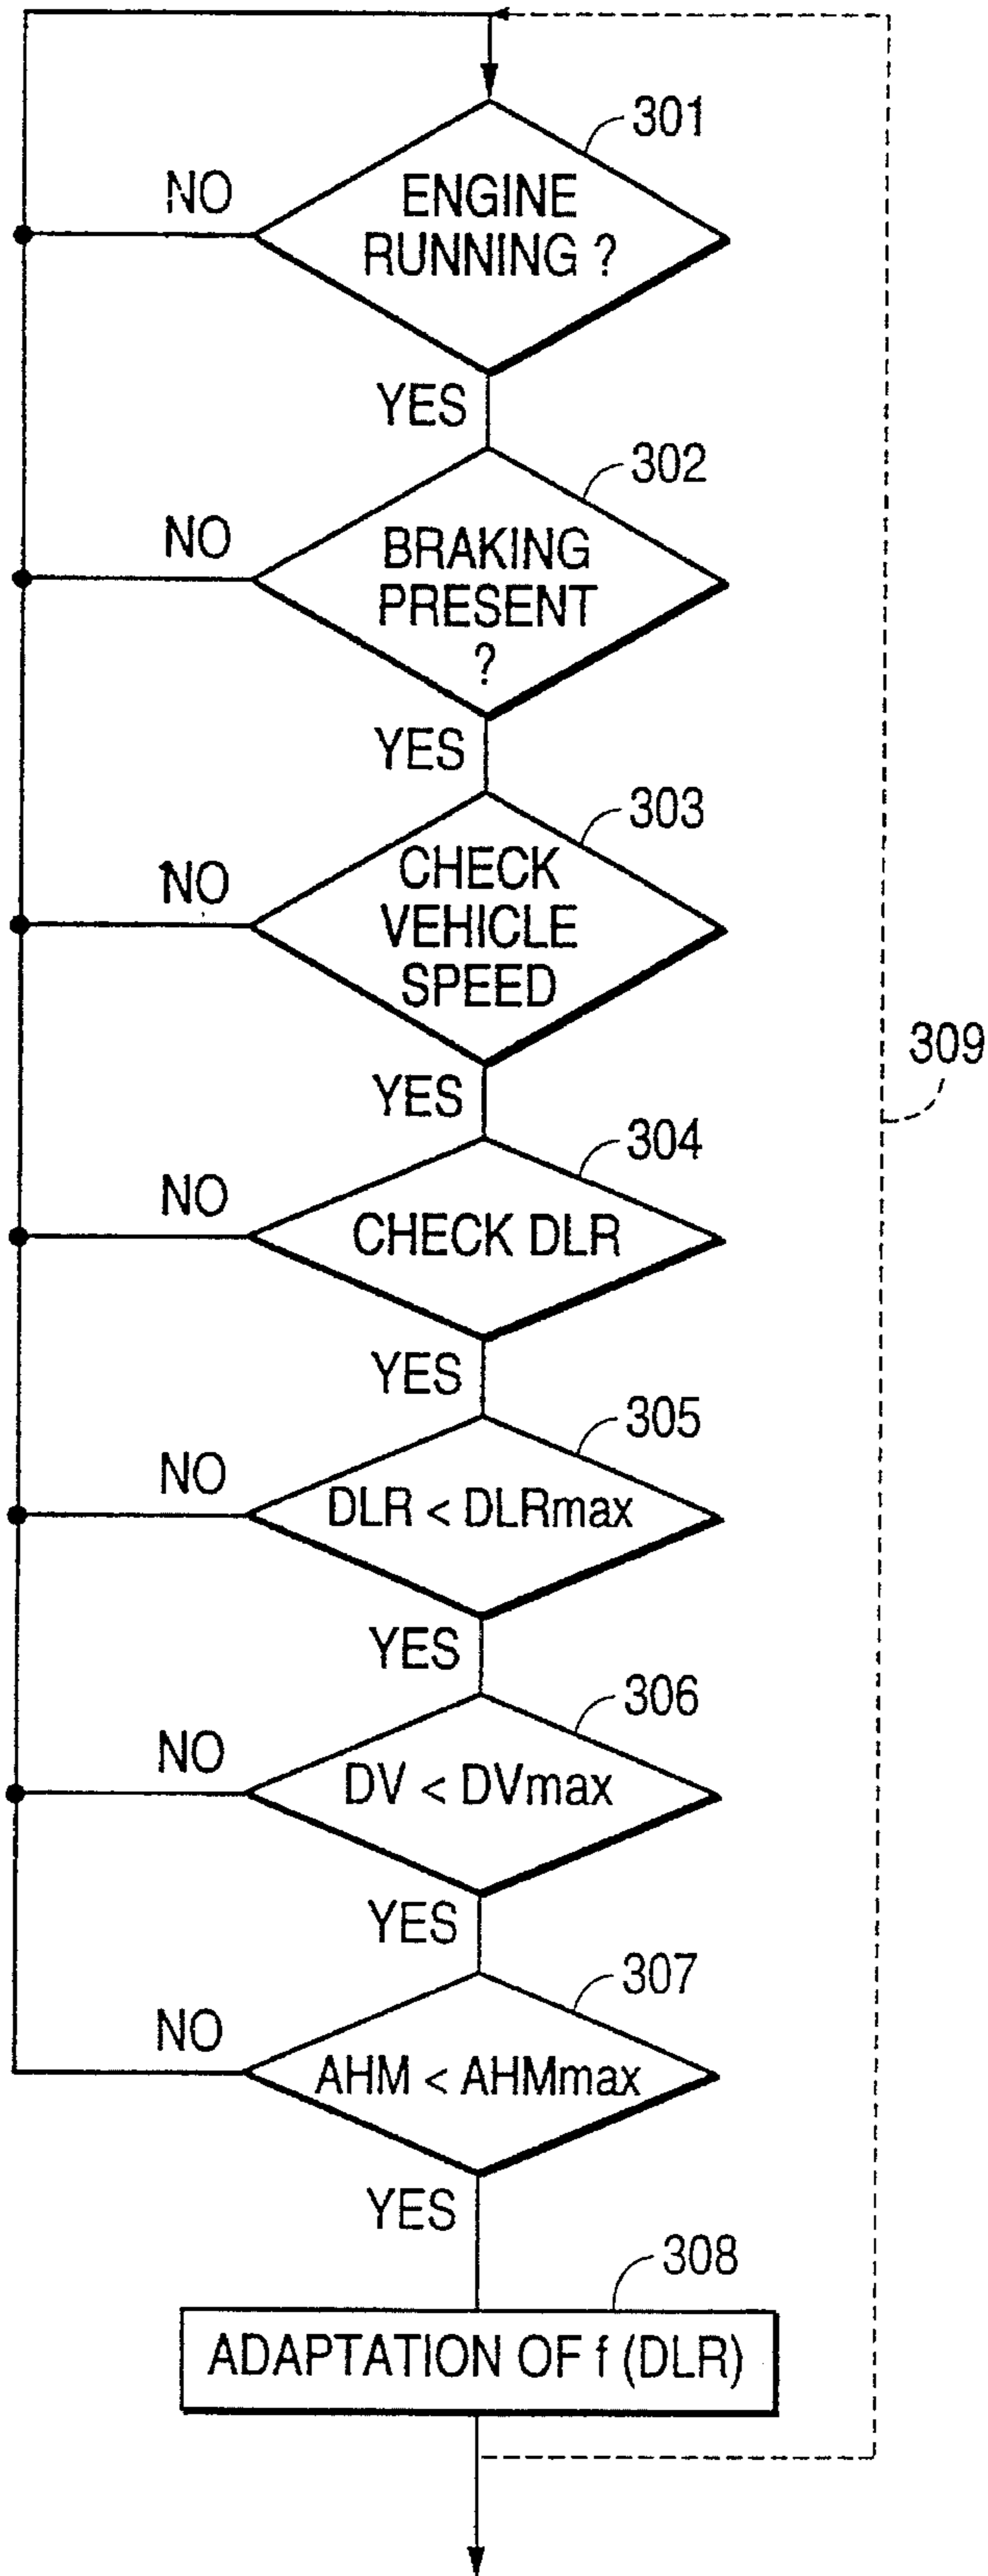 301
NO
ENGINE
RUNNING ?
YES
302
NO
BRAKING
PRESENT
?
YES
303
NO
CHECK
VEHICLE
SPEED
309
YES
304
NO
CHECK DLR
YES
305
NO
DLR < DLRmax
YES
306
NO
DV < DVmax
YES
307
NO
AHM < AHMmax
YES
308
ADAPTATION OF f (DLR)